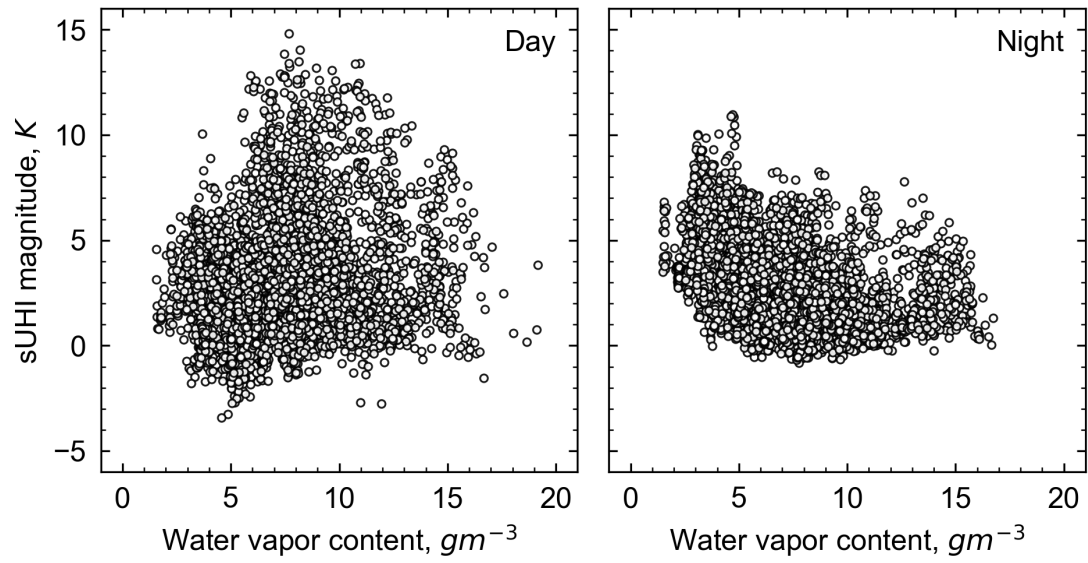 15
10
5
0
−5
sUHI magnitude, K
Day
Night
0 5 10 15 20
0 5 10 15 20
Water vapor content, gm⁻³
Water vapor content, gm⁻³